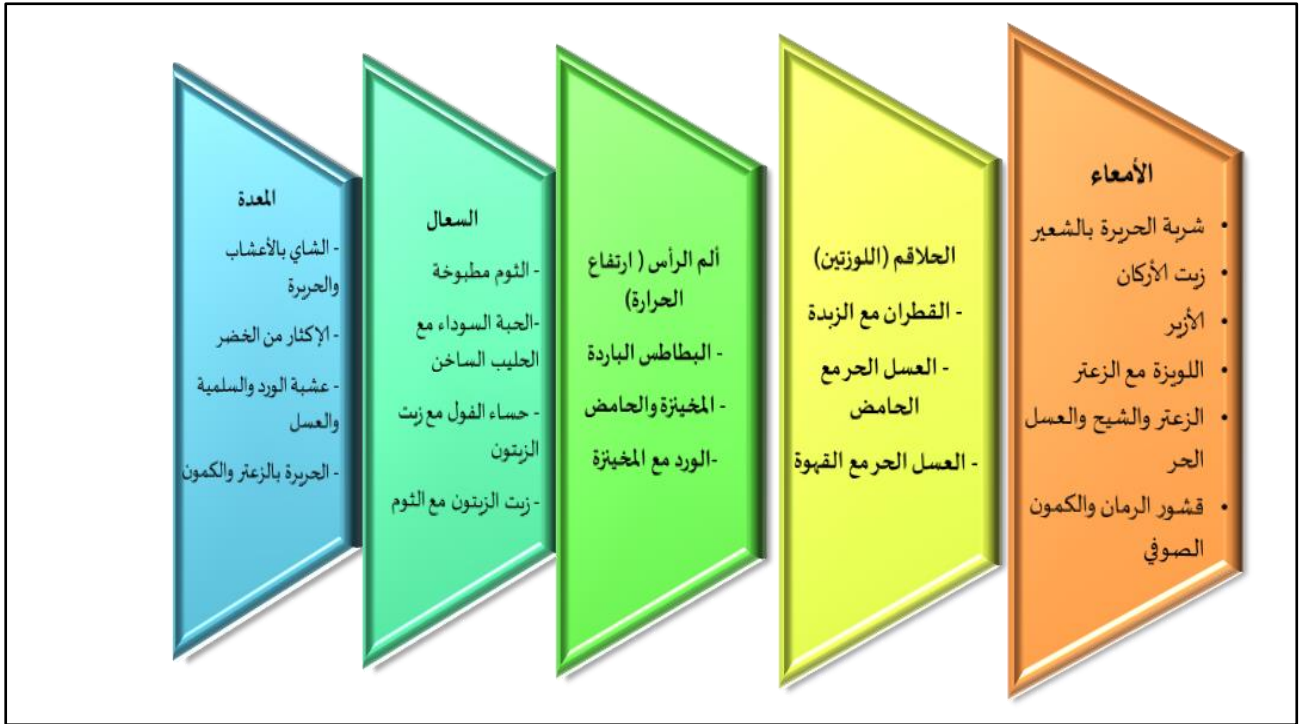 الأمعاء
• شربة الحريرة بالشعير
• زيت الأركان
• الأزير
• اللويزة مع الزعتر
• الزعتر والشيح والعسل
الحر
• قشور الرمان والكمون
الصوفي
الحلاقم (اللوزتين)
- القطران مع الزبدة
- العسل الحر مع
الحامض
- العسل الحر مع القهوة
ألم الرأس ( ارتفاع
الحرارة)
- البطاطس الباردة
- المخينزة والحامض
-الورد مع المخينزة
السعال
- الثوم مطبوخة
-الحبة السوداء مع
الحليب الساخن
- حساء الفول مع زيت
الزيتون
- زيت الزيتون مع الثوم
المعدة
- الشاي بالأعشاب
والحريرة
- الإكثار من الخضر
- عشبة الورد والسلمية
والعسل
- الحريرة بالزعتر والكمون